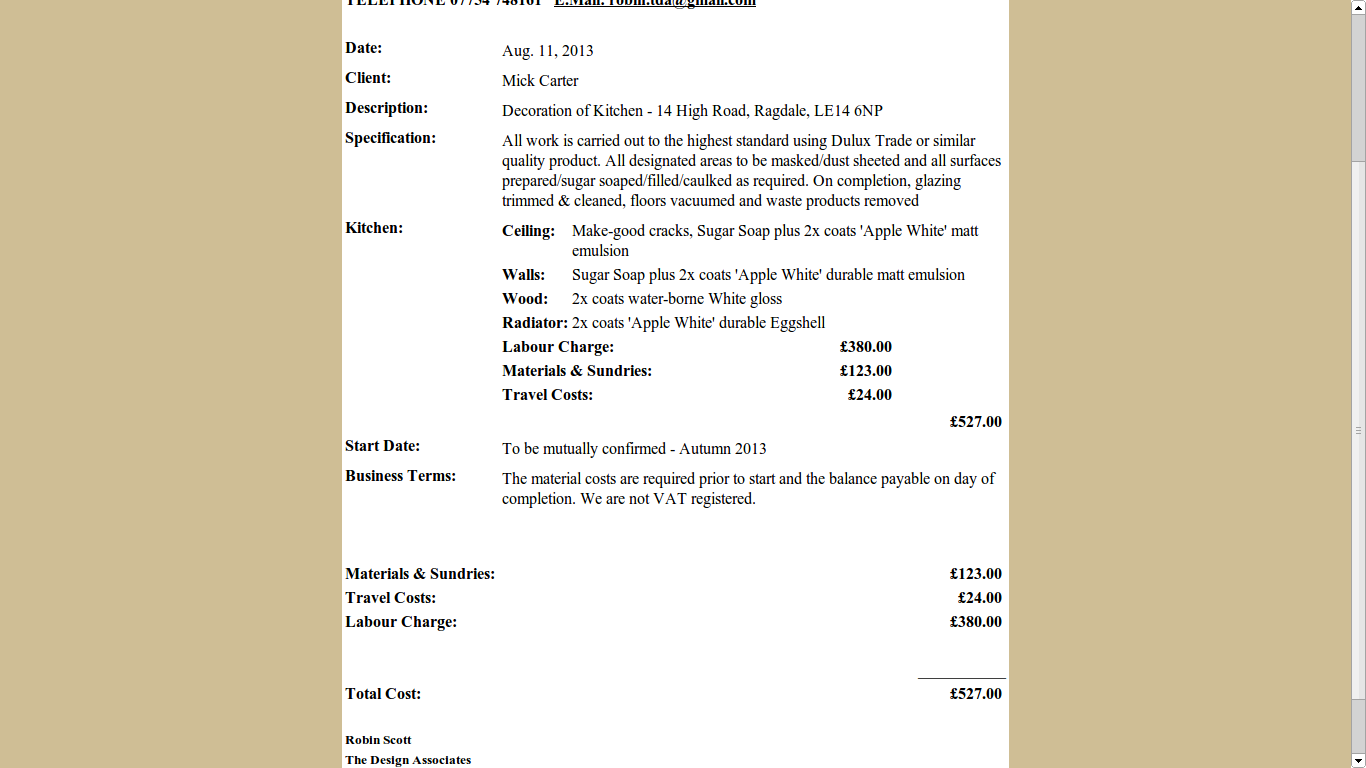 TELEPHONE 07734 748161 E.Mail: robin.tda@gmail.com
Date: Aug. 11, 2013
Client: Mick Carter
Description: Decoration of Kitchen - 14 High Road, Ragdale, LE14 6NP
Specification: All work is carried out to the highest standard using Dulux Trade or similar
quality product. All designated areas to be masked/dust sheeted and all surfaces
prepared/sugar soaped/filled/caulked as required. On completion, glazing
trimmed & cleaned, floors vacuumed and waste products removed
Kitchen: Ceiling: Make-good cracks, Sugar Soap plus 2x coats 'Apple White' matt
emulsion
Walls: Sugar Soap plus 2x coats 'Apple White' durable matt emulsion
Wood: 2x coats water-borne White gloss
Radiator: 2x coats 'Apple White' durable Eggshell
Labour Charge: £380.00
Materials & Sundries: £123.00
Travel Costs: £24.00
£527.00
Start Date: To be mutually confirmed - Autumn 2013
Business Terms: The material costs are required prior to start and the balance payable on day of
completion. We are not VAT registered.
Materials & Sundries: £123.00
Travel Costs: £24.00
Labour Charge: £380.00
Total Cost: £527.00
Robin Scott
The Design Associates